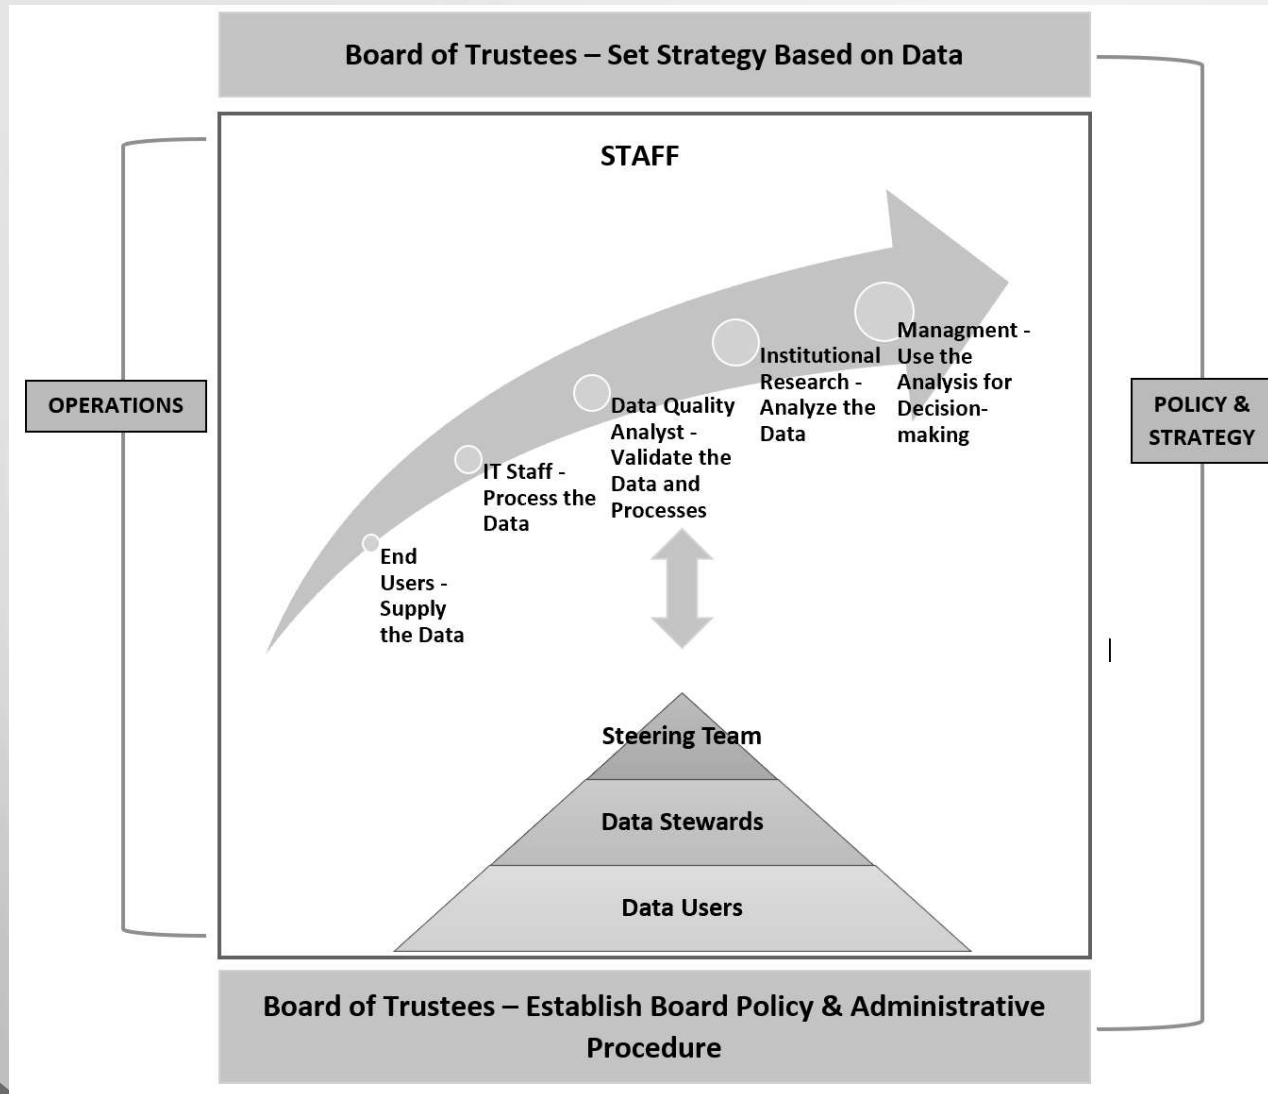 Board of Trustees – Set Strategy Based on Data
STAFF
OPERATIONS
POLICY &
STRATEGY
End
Users -
Supply
the Data
IT Staff -
Process the
Data
Data Quality
Analyst -
Validate the
Data and
Processes
Institutional
Research -
Analyze the
Data
Managment -
Use the
Analysis for
Decision-
making
Steering Team
Data Stewards
Data Users
Board of Trustees – Establish Board Policy & Administrative
Procedure